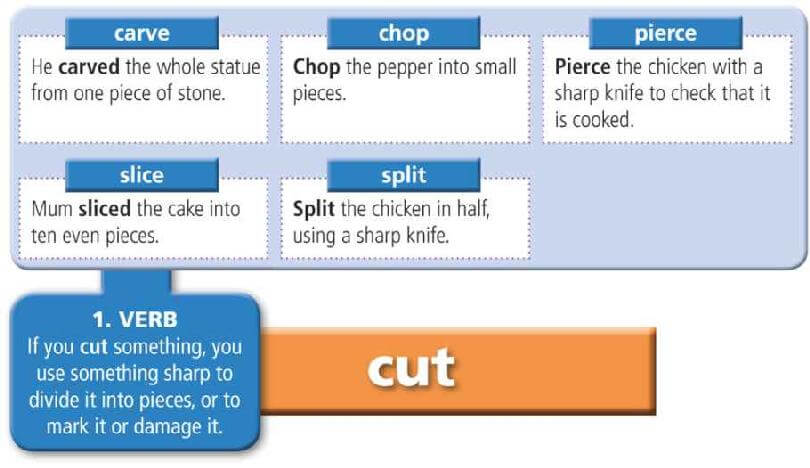 carve
He carved the whole statue
from one piece of stone.
chop
Chop the pepper into small
pieces.
pierce
Pierce the chicken with a
sharp knife to check that it
is cooked.
slice
Mum sliced the cake into
ten even pieces.
split
Split the chicken in half,
using a sharp knife.
1. VERB
If you cut something, you
use something sharp to
divide it into pieces, or to
mark it or damage it.
cut